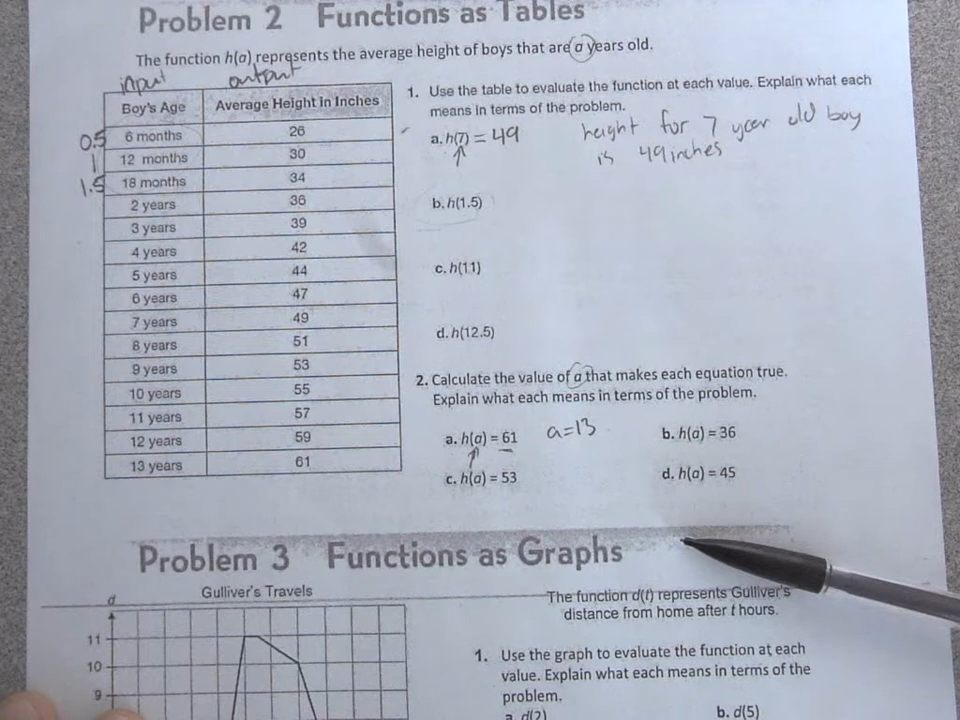 Problem 2 Functions as Tables
The function h(a) represents the average height of boys that are a years old.
input output
Boy's Age Average Height in Inches
0.5 6 months 26
1 12 months 30
1.5 18 months 34
2 years 36
3 years 39
4 years 42
5 years 44
6 years 47
7 years 49
8 years 51
9 years 53
10 years 55
11 years 57
12 years 59
13 years 61
1. Use the table to evaluate the function at each value. Explain what each
means in terms of the problem.
a. h(7) = 49 height for 7 year old boy
is 49 inches
b. h(1.5)
c. h(11)
d. h(12.5)
2. Calculate the value of a that makes each equation true.
Explain what each means in terms of the problem.
a. h(a) = 61 a=13 b. h(a) = 36
c. h(a) = 53 d. h(a) = 45
Problem 3 Functions as Graphs
Gulliver's Travels
d
11
10
9
The function d(t) represents Gulliver's
distance from home after t hours.
1. Use the graph to evaluate the function at each
value. Explain what each means in terms of the
problem.
a. d(2) b. d(5)